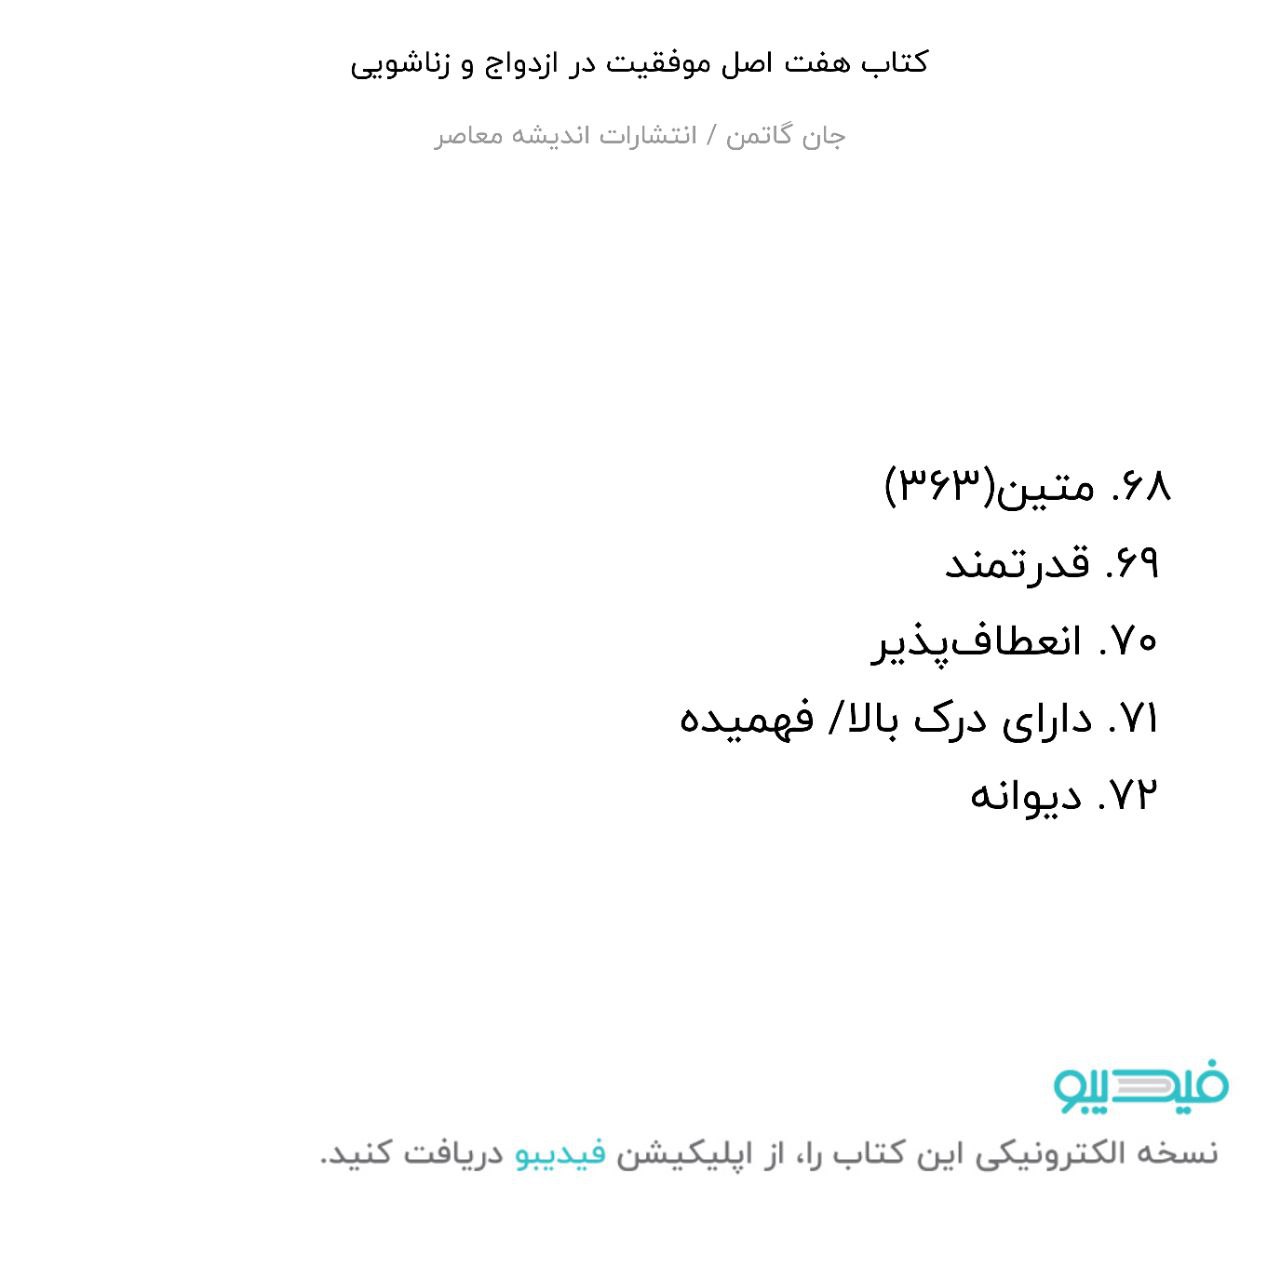 کتاب هفت اصل موفقیت در ازدواج و زناشویی
جان گاتمن / انتشارات اندیشه معاصر
۶۸. متین(۳۶۳)
۶۹. قدرتمند
۷۰. انعطاف‌پذیر
۷۱. دارای درک بالا/ فهمیده
۷۲. دیوانه
فیدیبو
نسخه الکترونیکی این کتاب را، از اپلیکیشن فیدیبو دریافت کنید.